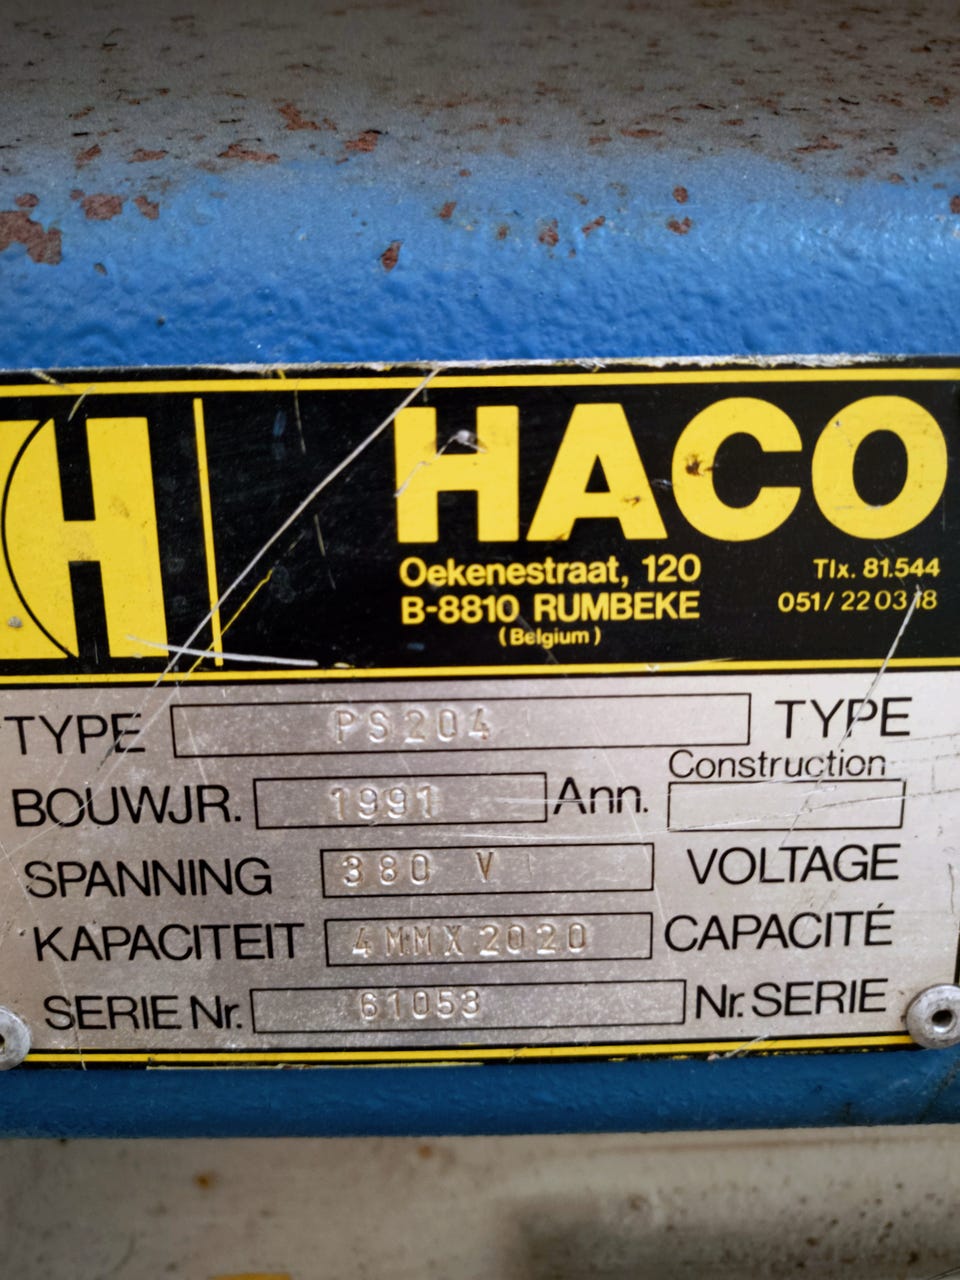 H HACO
Oekenestraat, 120 Tlx. 81.544
B-8810 RUMBEKE 051/ 22 03 18
(Belgium)
TYPE PS204 TYPE
BOUWJR. 1991 Ann. Construction
SPANNING 380 V VOLTAGE
KAPACITEIT 4MMX2020 CAPACITÉ
SERIE Nr. 61053 Nr. SERIE